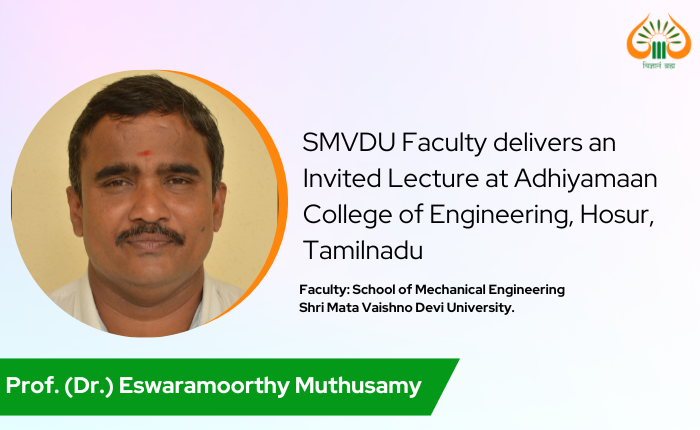 विज्ञानं ब्रह्म
SMVDU Faculty delivers an
Invited Lecture at Adhiyamaan
College of Engineering, Hosur,
Tamilnadu
Faculty: School of Mechanical Engineering
Shri Mata Vaishno Devi University.
Prof. (Dr.) Eswaramoorthy Muthusamy